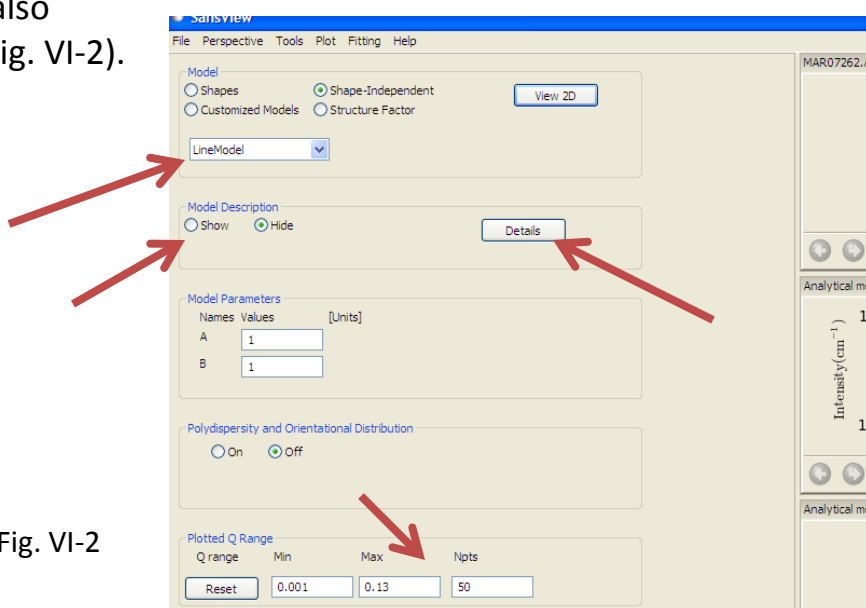 also
ig. VI-2).
SansView
File Perspective Tools Plot Fitting Help
Model
Shapes Shape-Independent View 2D
Customized Models Structure Factor
LineModel
Model Description
Show Hide Details
Model Parameters
Names Values [Units]
A 1
B 1
Polydispersity and Orientational Distribution
On Off
Plotted Q Range
Q range Min Max Npts
Reset 0.001 0.13 50
Fig. VI-2
MAR07262.
Analytical m
Intensity(cm⁻¹)
1
1
Analytical m